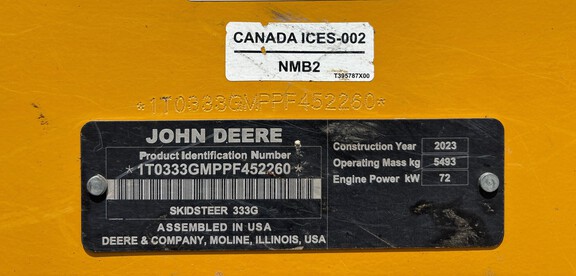 CANADA ICES-002
NMB2
T395787X00
*1T0333GMPPF452260*
JOHN DEERE
Product Identification Number
*1T0333GMPPF452260*
SKIDSTEER 333G
ASSEMBLED IN USA
DEERE & COMPANY, MOLINE, ILLINOIS, USA
Construction Year 2023
Operating Mass kg 5493
Engine Power kW 72